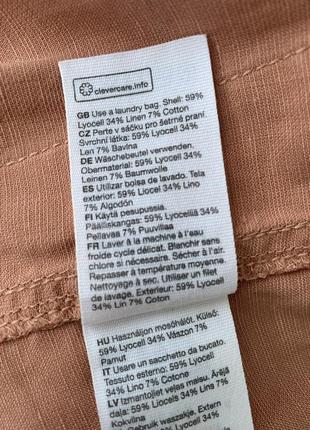 clevercare.info
GB Use a laundry bag. Shell: 59%
Lyocell 34% Linen 7% Cotton
CZ Perte v sáčku pro šetrné praní.
Svrchní látka: 59% Lyocell 34%
Len 7% Bavlna
DE Wäschebeutel verwenden.
Obermaterial: 59% Lyocell 34%
Leinen 7% Baumwolle
ES Utilizar bolsa de lavado. Tela
exterior: 59% Liocel 34% Lino
7% Algodón
FI Käytä pesupussia.
Päälliskangas: 59% Lyocelliä 34%
Pellavaa 7% Puuvillaa
FR Laver à la machine à l'eau
froide cycle délicat. Blanchir sans
chlore si nécessaire. Sécher à l'air.
Repasser à température moyenne.
Nettoyage à sec. Utiliser un filet
de lavage. Extérieur: 59% Lyocell
34% Lin 7% Coton
HU Használjon mosóhálót. Külső:
59% Lyocell 34% Vászon 7%
Pamut
IT Usare un sacchetto da bucato.
Tessuto esterno: 59% Lyocell
34% Lino 7% Cotone
LV Izmantojiet veļas maisu. Ārējā
59% Liocels 34% Lins
Kokvilna
Gebruik waszakje. Extern